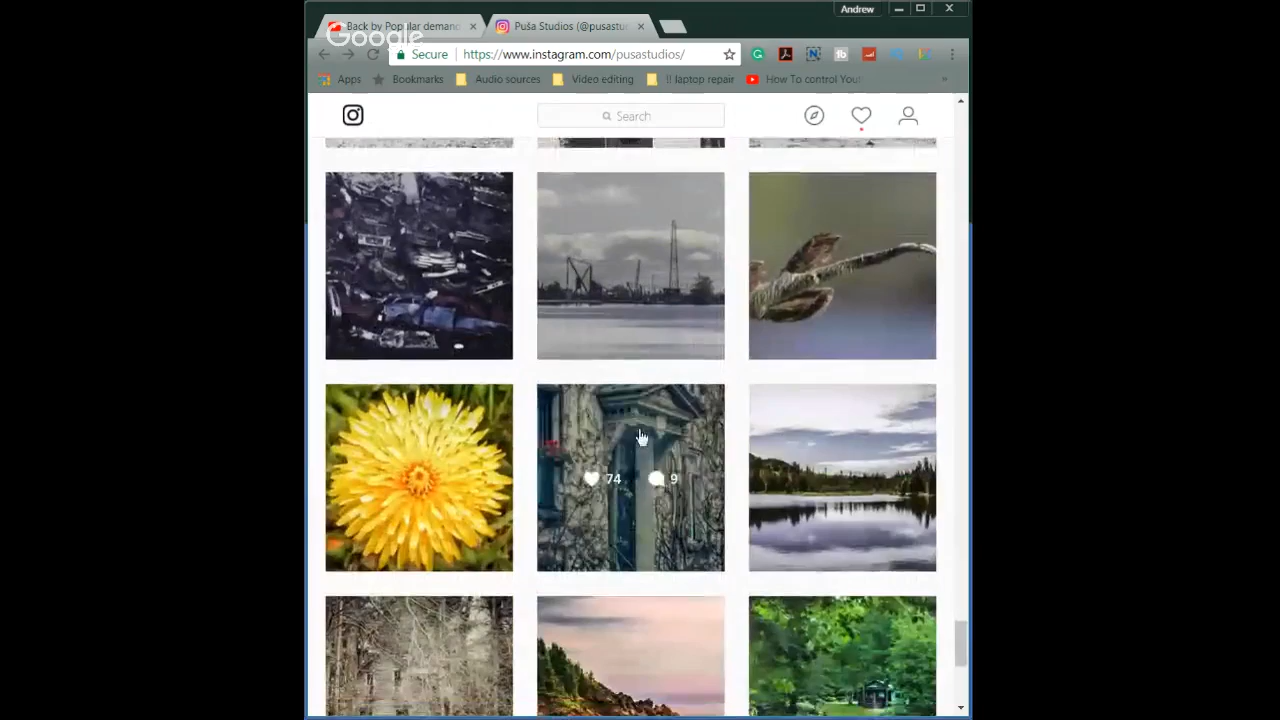 Andrew
Back by Popular demand
Puša Studios (@pusastu
Google
Secure
https://www.instagram.com/pusastudios/
Apps
Bookmarks
Audio sources
Video editing
!! laptop repair
How To control You
Search
74
9